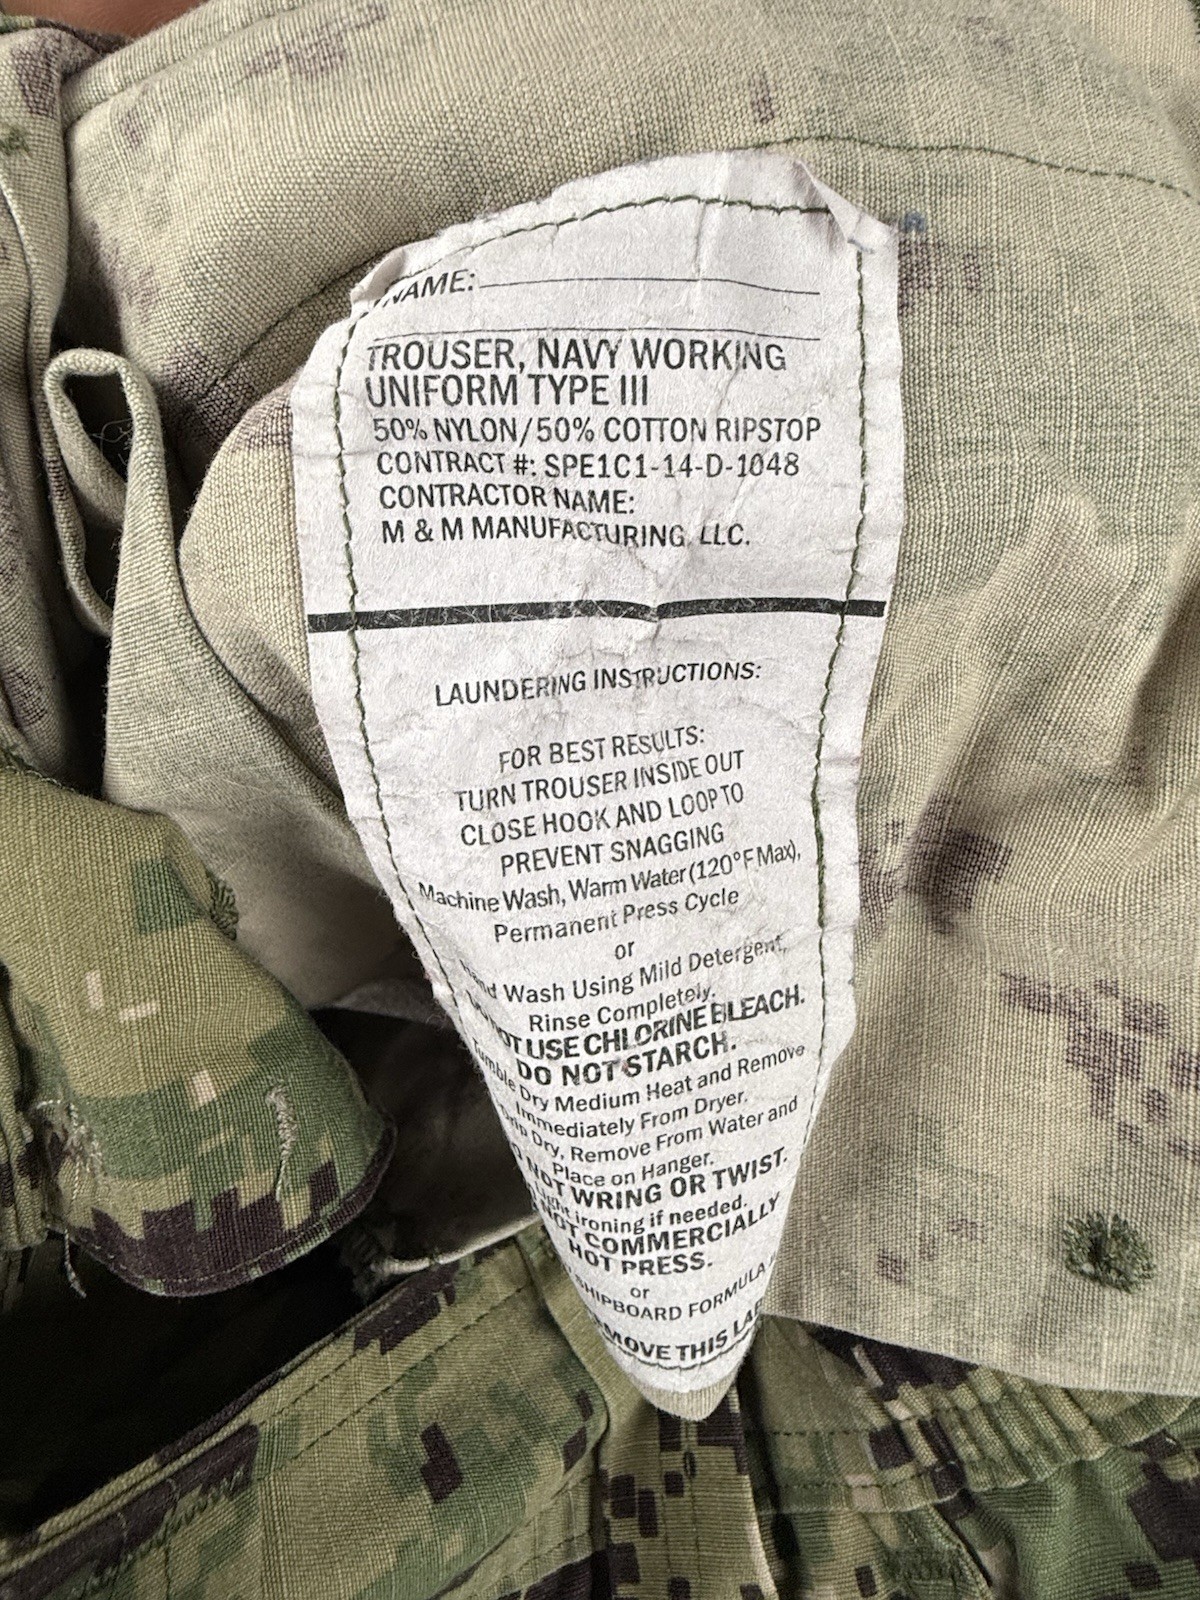 NAME:
TROUSER, NAVY WORKING
UNIFORM TYPE III
50% NYLON/50% COTTON RIPSTOP
CONTRACT #: SPE1C1-14-D-1048
CONTRACTOR NAME:
M & M MANUFACTURING, LLC.
LAUNDERING INSTRUCTIONS:
FOR BEST RESULTS:
TURN TROUSER INSIDE OUT
CLOSE HOOK AND LOOP TO
PREVENT SNAGGING
Machine Wash, Warm Water (120°F Max),
Permanent Press Cycle
or
Wash Using Mild Detergent,
Rinse Completely.
NOT USE CHLORINE BLEACH.
DO NOT STARCH.
Tumble Dry Medium Heat and Remove
Immediately From Dryer.
Dry, Remove From Water and
Place on Hanger.
NOT WRING OR TWIST.
ironing if needed.
NOT COMMERCIALLY
HOT PRESS.
or
SHIPBOARD FORMULA
THIS